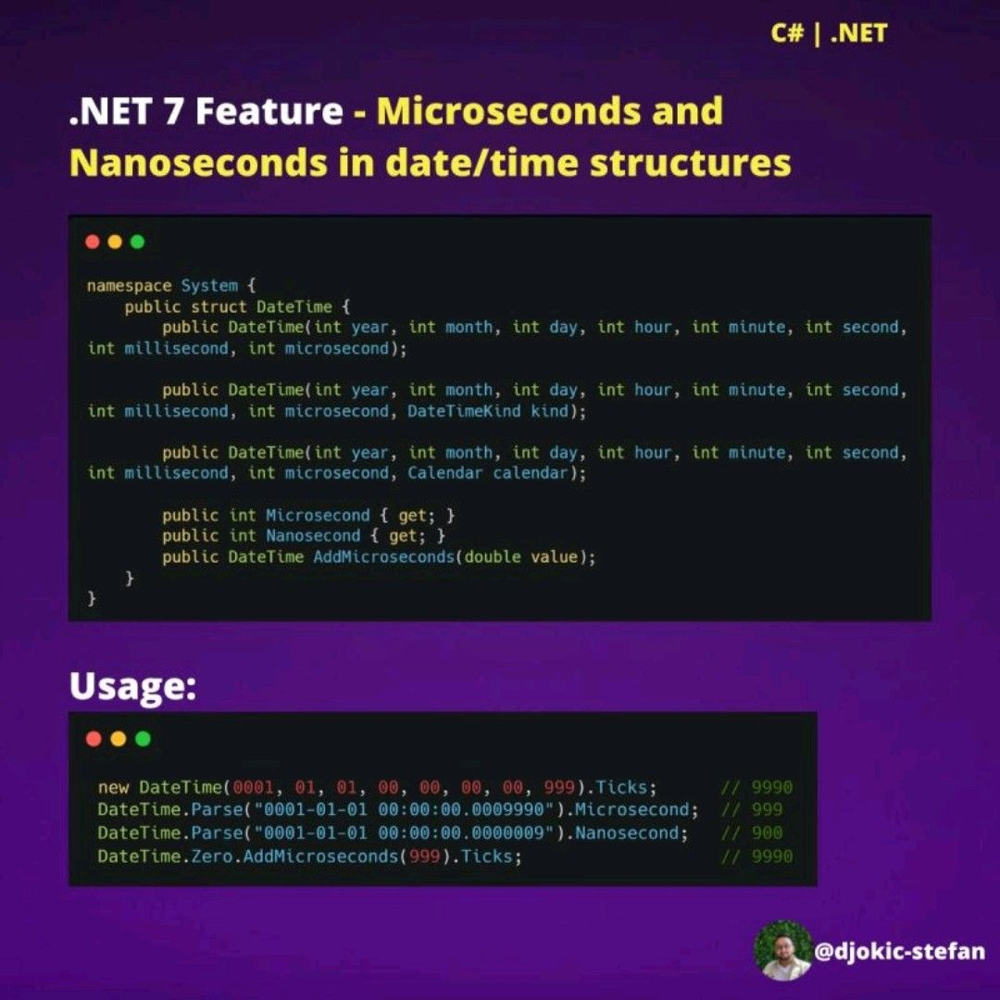 C# | .NET
.NET 7 Feature - Microseconds and
Nanoseconds in date/time structures
namespace System {
    public struct DateTime {
        public DateTime(int year, int month, int day, int hour, int minute, int second,
int millisecond, int microsecond);
        public DateTime(int year, int month, int day, int hour, int minute, int second,
int millisecond, int microsecond, DateTimeKind kind);
        public DateTime(int year, int month, int day, int hour, int minute, int second,
int millisecond, int microsecond, Calendar calendar);
        public int Microsecond { get; }
        public int Nanosecond { get; }
        public DateTime AddMicroseconds(double value);
    }
}
Usage:
new DateTime(0001, 01, 01, 00, 00, 00, 00, 999).Ticks; // 9990
DateTime.Parse("0001-01-01 00:00:00.0009990").Microsecond; // 999
DateTime.Parse("0001-01-01 00:00:00.0000009").Nanosecond; // 900
DateTime.Zero.AddMicroseconds(999).Ticks; // 9990
@djokic-stefan